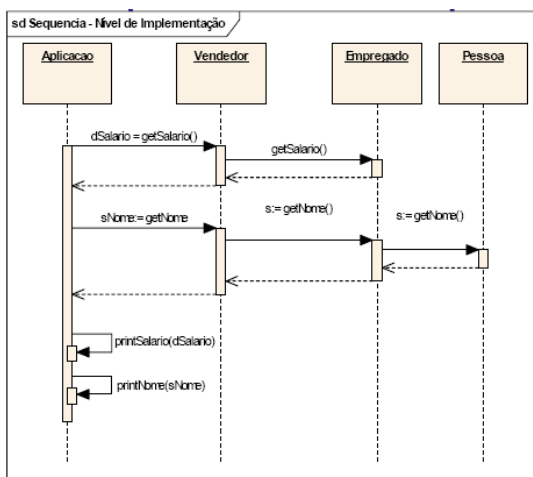 sd Sequencia - Nível de Implementação
Aplicacao
Vendedor
Empregado
Pessoa
dSalario = getSalario()
getSalario()
sNome:= getNome
s:= getNome()
s:= getNome()
printSalario(dSalario)
printNome(sNome)